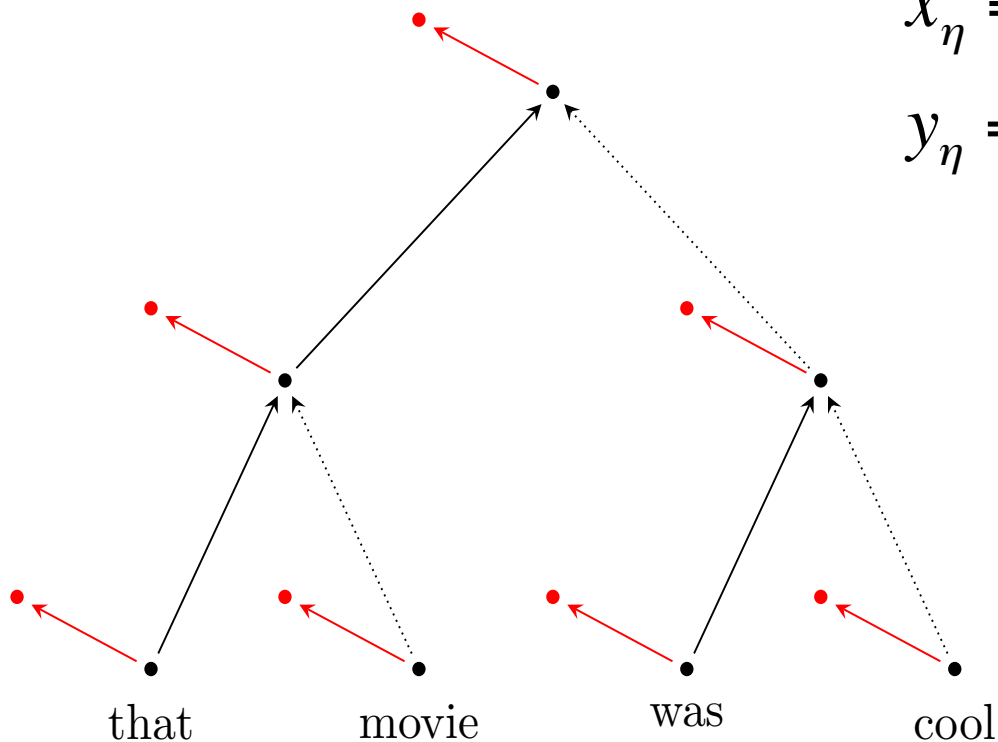 x_η =
y_η =
that movie was cool